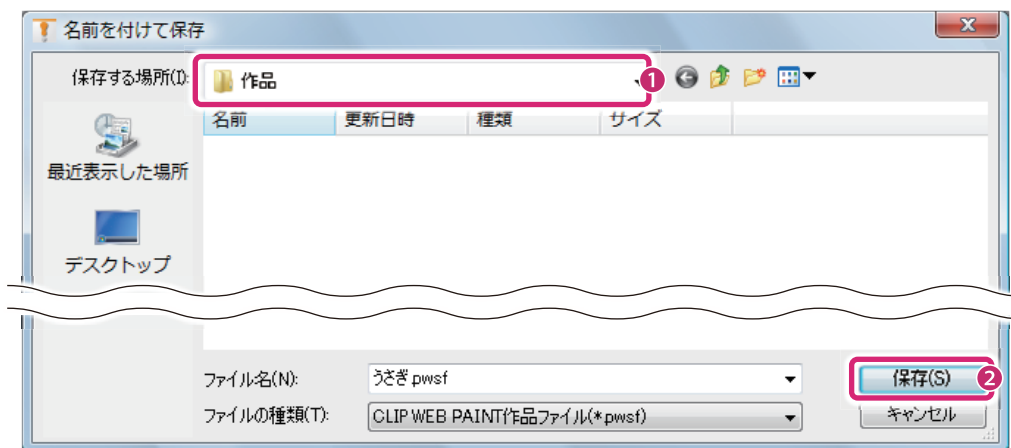 名前を付けて保存
保存する場所(I): 作品 1
名前 更新日時 種類 サイズ
最近表示した場所
デスクトップ
ファイル名(N): うさぎ.pwsf 保存(S) 2
ファイルの種類(T): CLIP WEB PAINT作品ファイル(*.pwsf) キャンセル